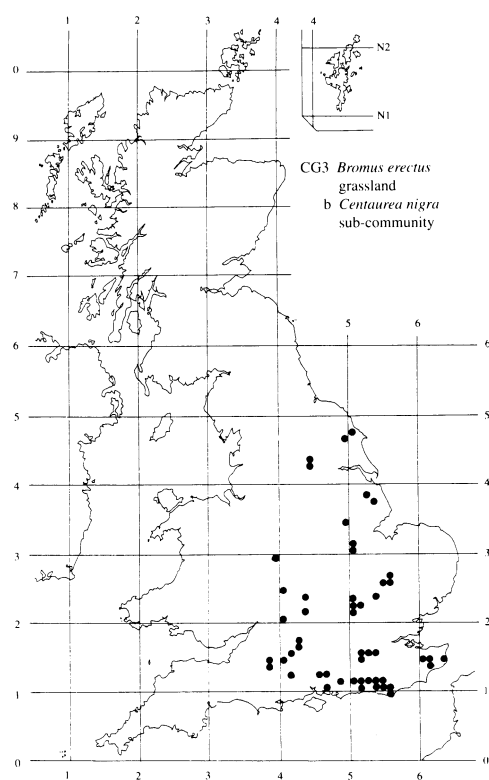 1 2 3 4 4
0 N2
N1
9
CG3 Bromus erectus
grassland
8 b Centaurea nigra
sub-community
7
5 6
6 6
5 5
4 4
3 3
2 2
1 1
0 0
1 2 3 4 5 6